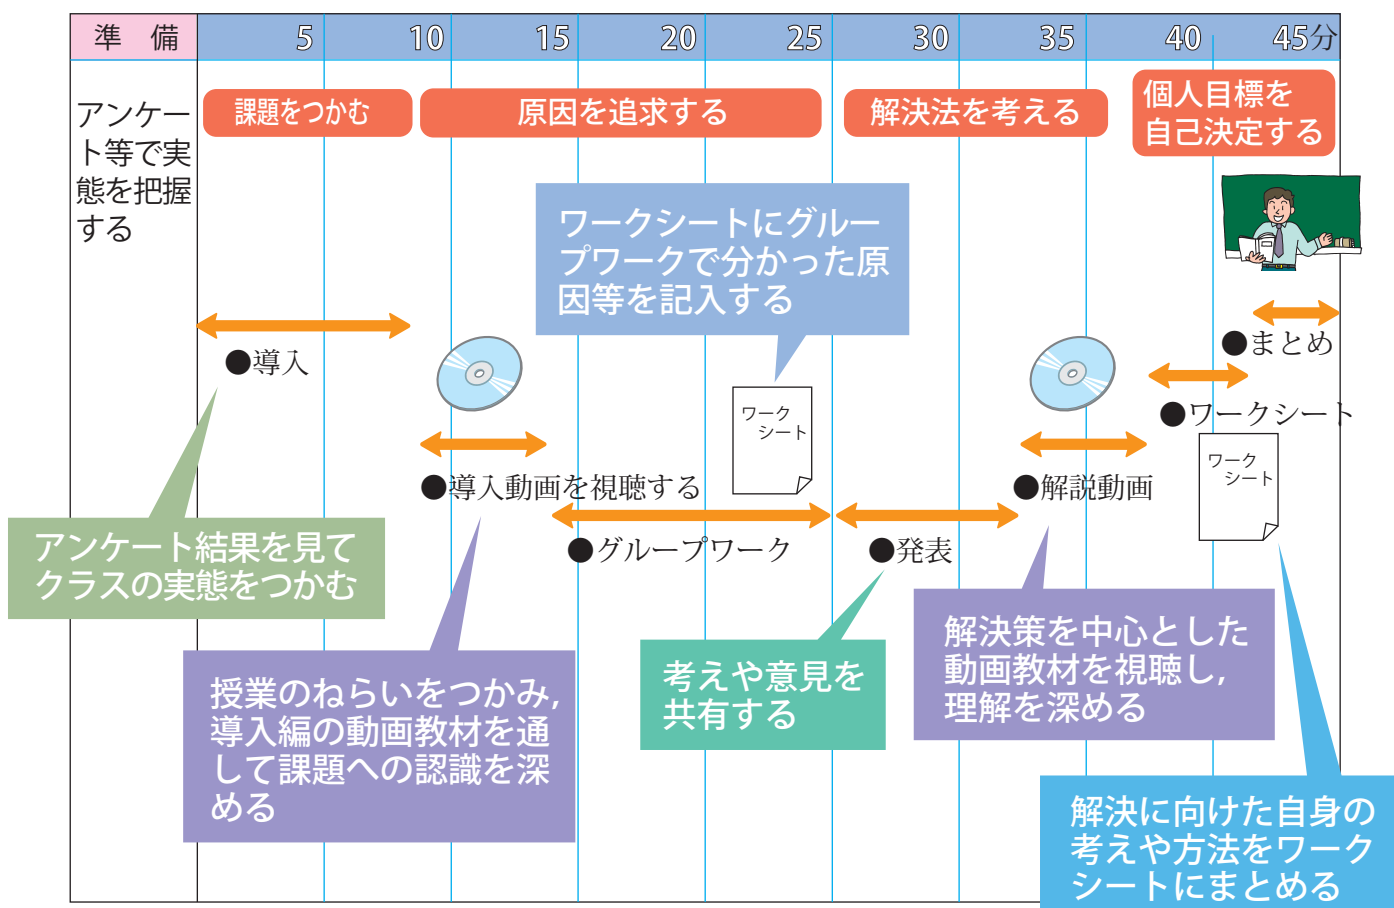 準　備
5
10
15
20
25
30
35
40
45分
アンケー
ト等で実
態を把握
する
課題をつかむ
原因を追求する
解決法を考える
個人目標を
自己決定する
ワークシートにグルー
プワークで分かった原
因等を記入する
●導入
●まとめ
ワーク
シート
●ワークシート
ワーク
シート
●導入動画を視聴する
●解説動画
●グループワーク
●発表
アンケート結果を見て
クラスの実態をつかむ
授業のねらいをつかみ,
導入編の動画教材を通
して課題への認識を深
める
考えや意見を
共有する
解決策を中心とした
動画教材を視聴し,
理解を深める
解決に向けた自身の
考えや方法をワーク
シートにまとめる